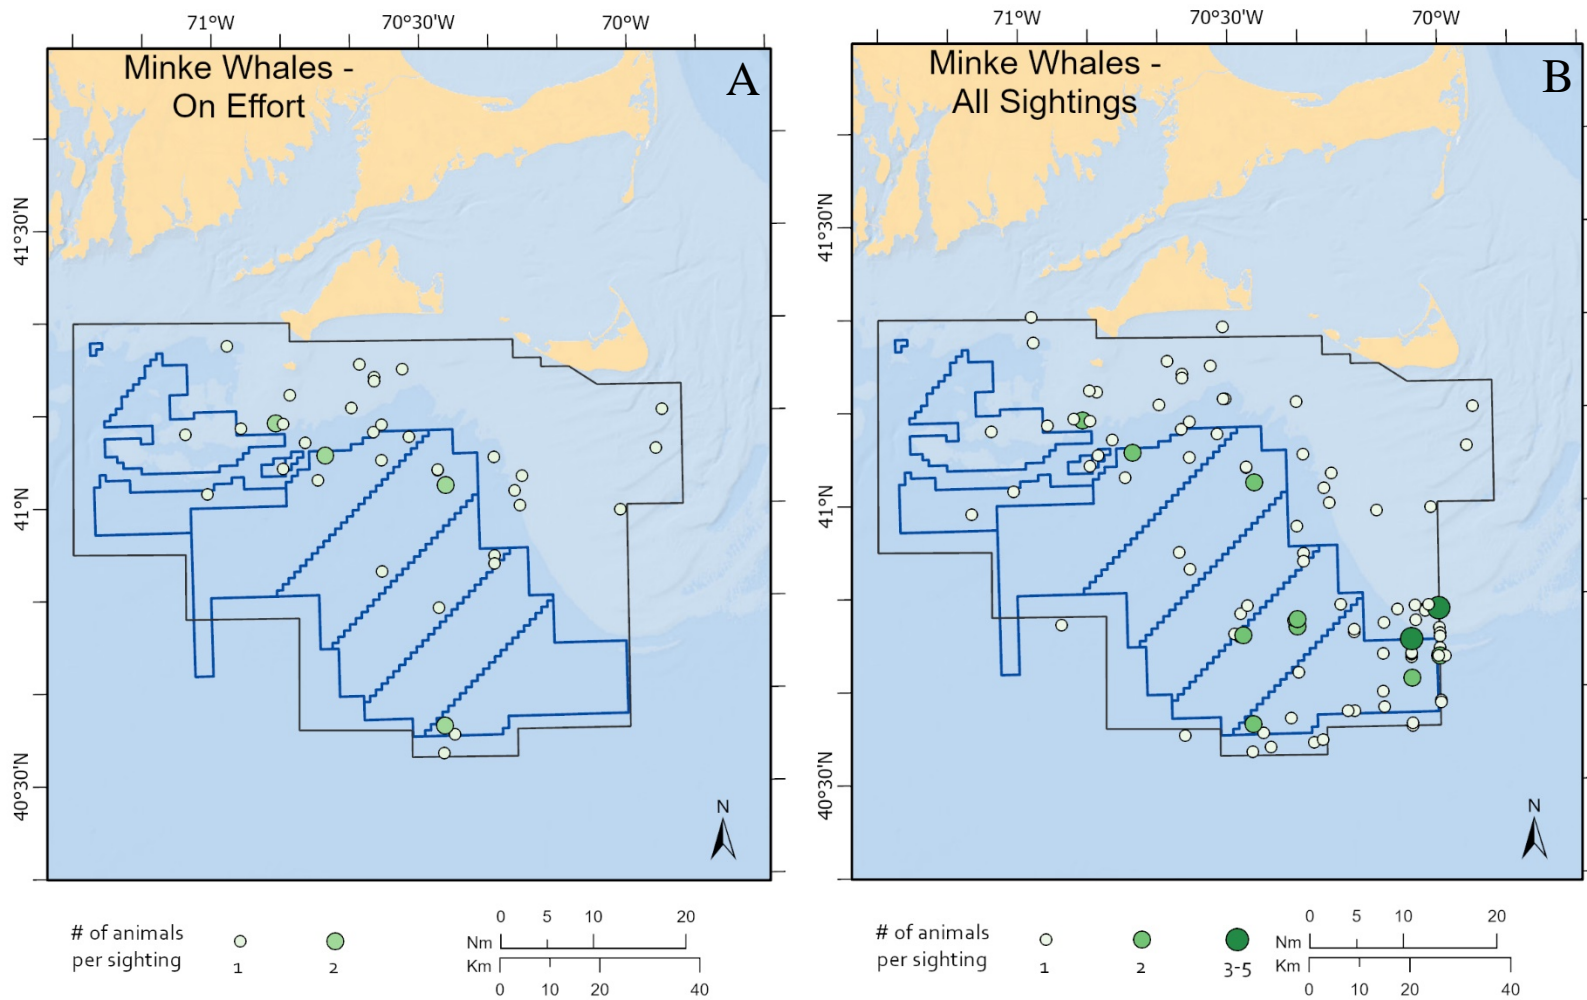 71°W 70°30'W 70°W
Minke Whales -
On Effort
A
41°30'N
41°N
40°30'N
N
# of animals
per sighting
1 2
0 5 10 20
Nm
Km
0 10 20 40
71°W 70°30'W 70°W
Minke Whales -
All Sightings
B
41°30'N
41°N
40°30'N
N
# of animals
per sighting
1 2 3-5
0 5 10 20
Nm
Km
0 10 20 40